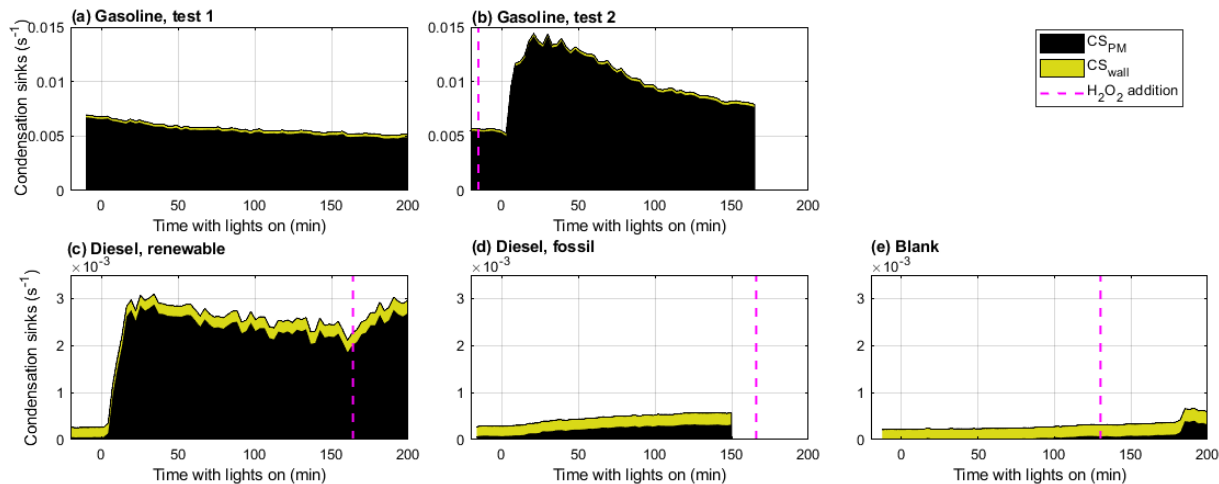 (a) Gasoline, test 1
Condensation sinks (s⁻¹)
0.015
0.01
0.005
0
0 50 100 150 200
Time with lights on (min)
(b) Gasoline, test 2
0.015
0.01
0.005
0
0 50 100 150 200
Time with lights on (min)
CS_PM
CS_wall
H₂O₂ addition
(c) Diesel, renewable
×10⁻³
Condensation sinks (s⁻¹)
3
2
1
0
0 50 100 150 200
Time with lights on (min)
(d) Diesel, fossil
×10⁻³
3
2
1
0
0 50 100 150 200
Time with lights on (min)
(e) Blank
×10⁻³
3
2
1
0
0 50 100 150 200
Time with lights on (min)